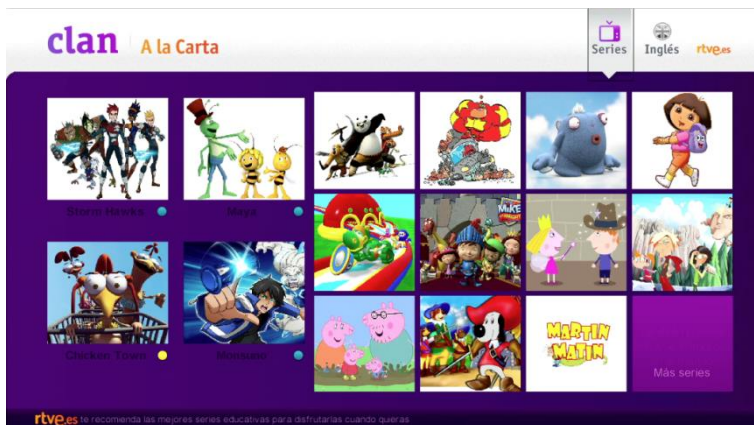 clan A la Carta
Series
Inglés
rtve.es
Storm Hawks
Maya
MiKE
Chicken Town
Monsuno
MARTIN
MATIN
Más series
rtve.es te recomienda las mejores series educativas para disfrutarlas cuando quieras